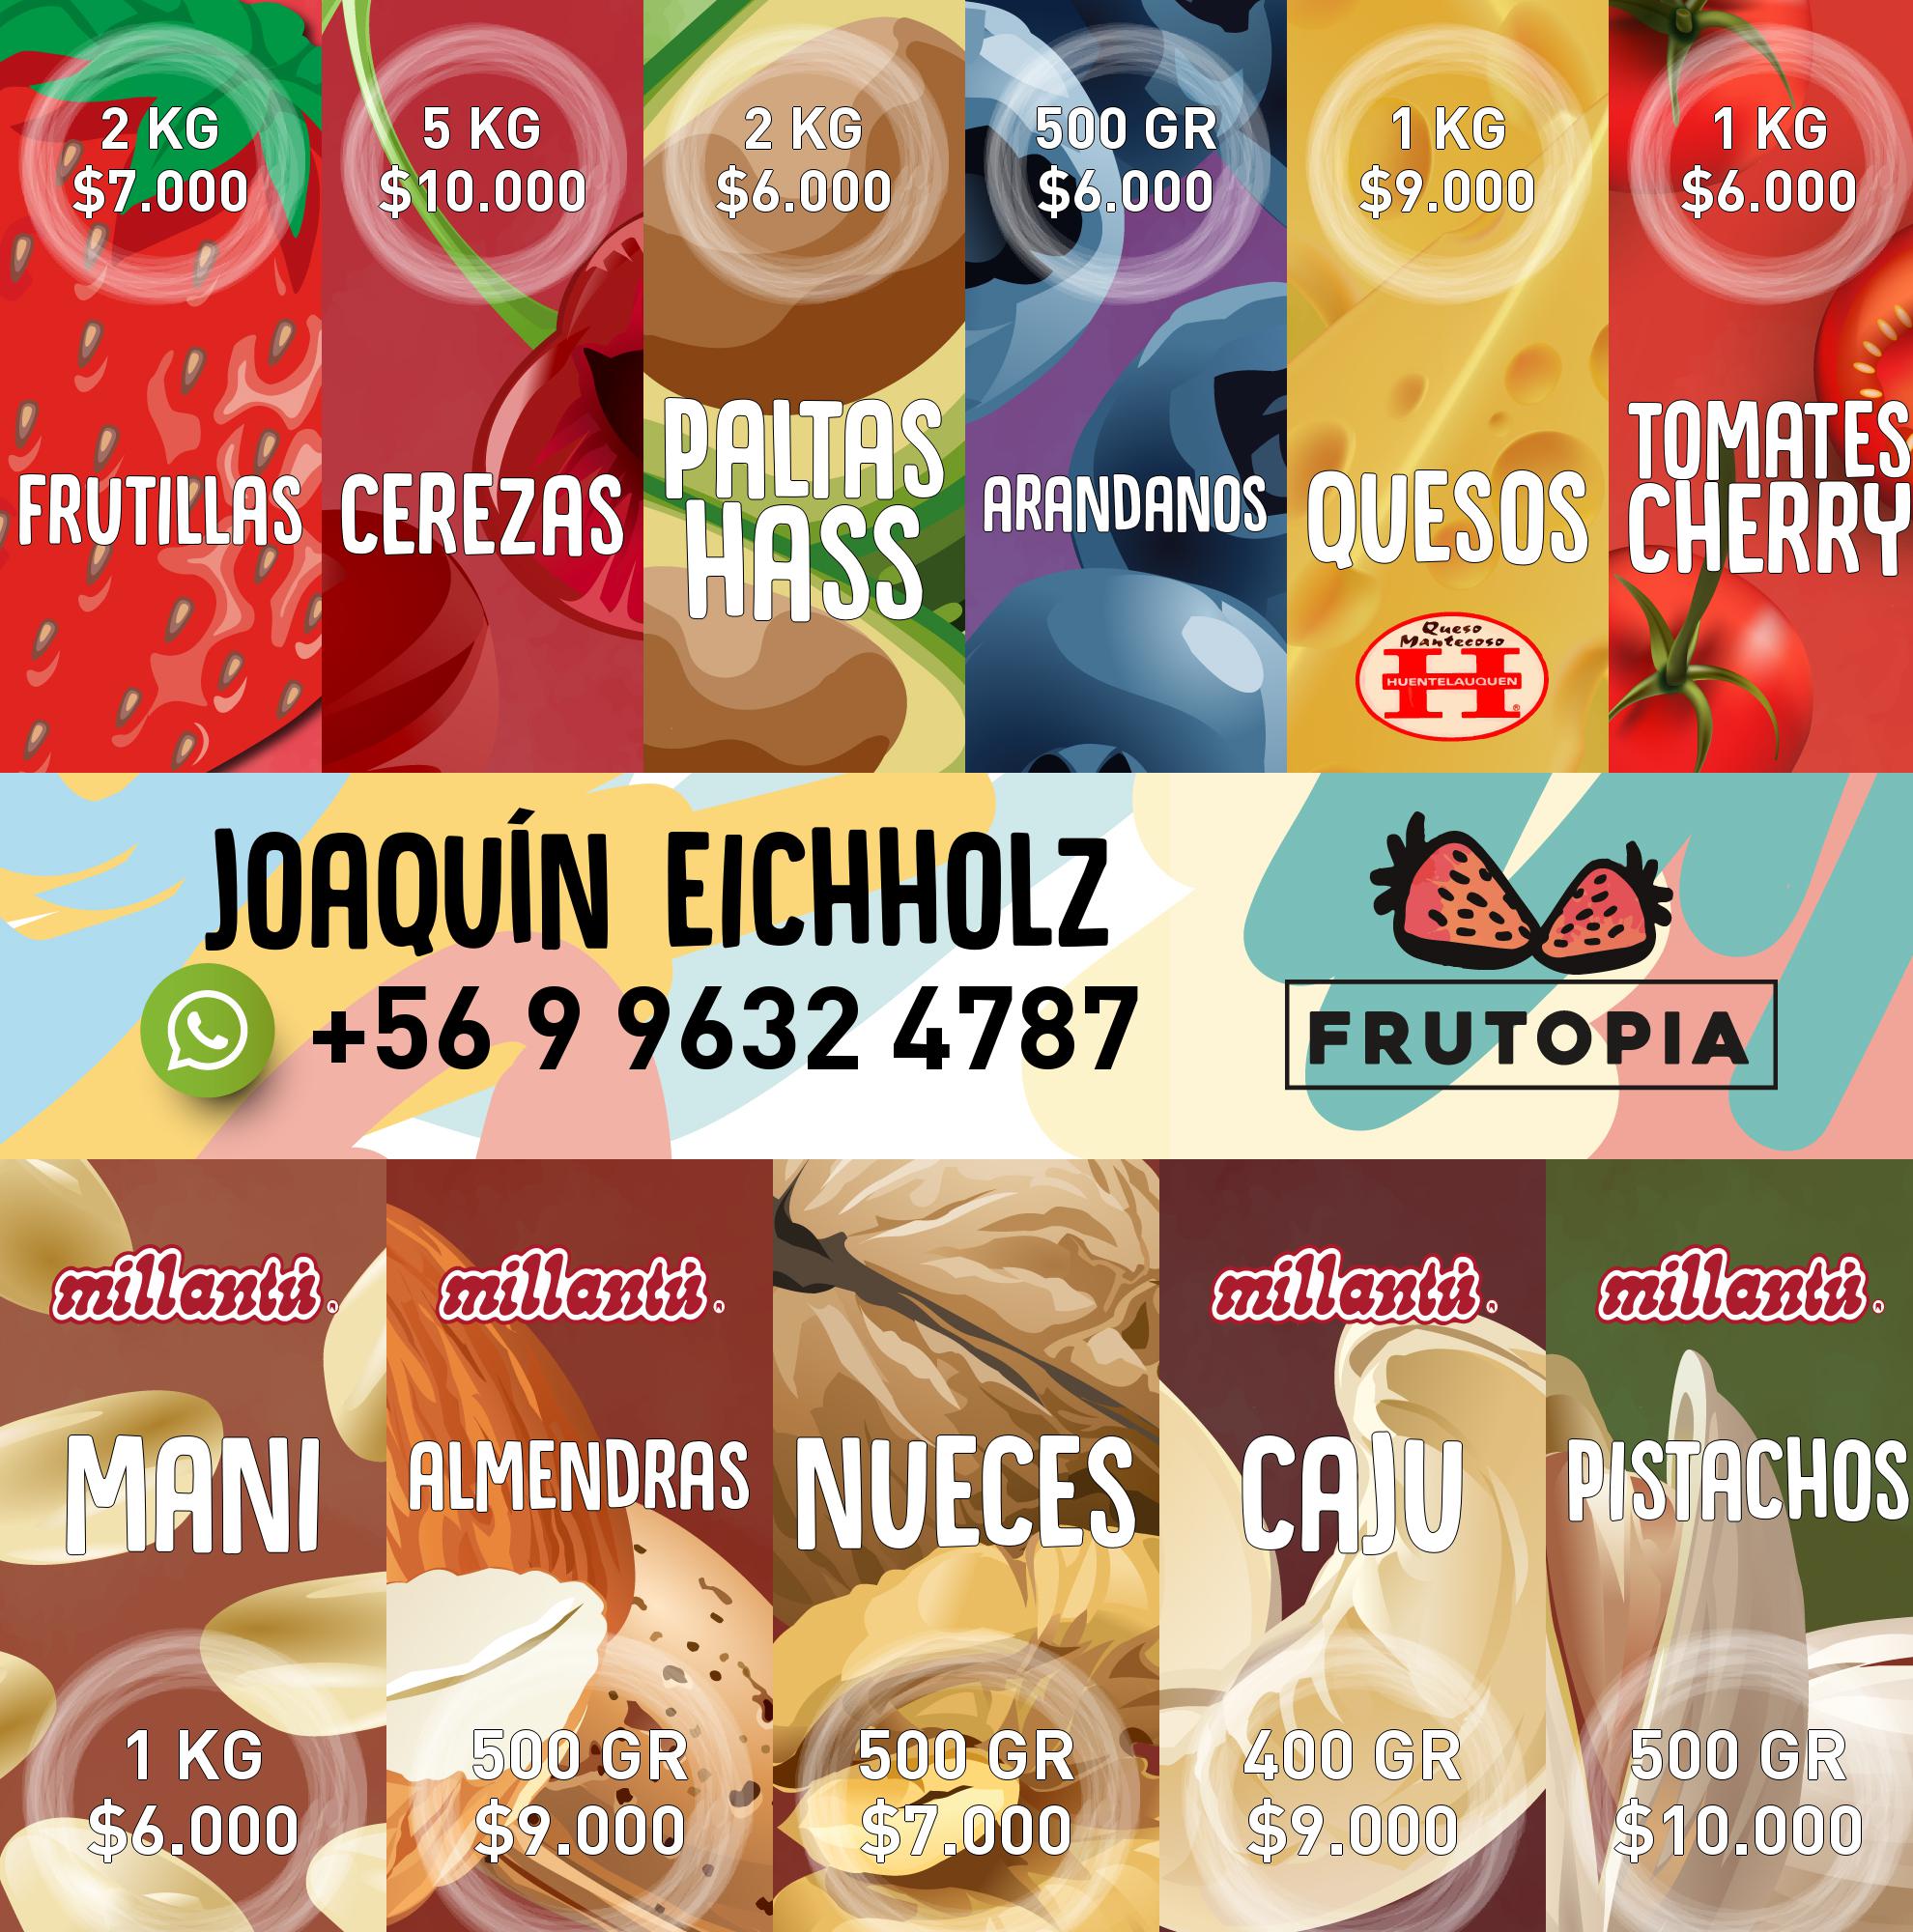 2 KG
$7.000
FRUTILLAS
5 KG
$10.000
CEREZAS
2 KG
$6.000
PALTAS
HASS
500 GR
$6.000
ARANDANOS
1 KG
$9.000
QUESOS
Queso
Mantecoso
H
HUENTELAUQUEN
®
1 KG
$6.000
TOMATES
CHERRY
JOAQUÍN EICHHOLZ
+56 9 9632 4787
FRUTOPIA
millantú®
MANI
1 KG
$6.000
millantú®
ALMENDRAS
500 GR
$9.000
NUECES
500 GR
$7.000
millantú®
CAJU
400 GR
$9.000
millantú®
PISTACHOS
500 GR
$10.000